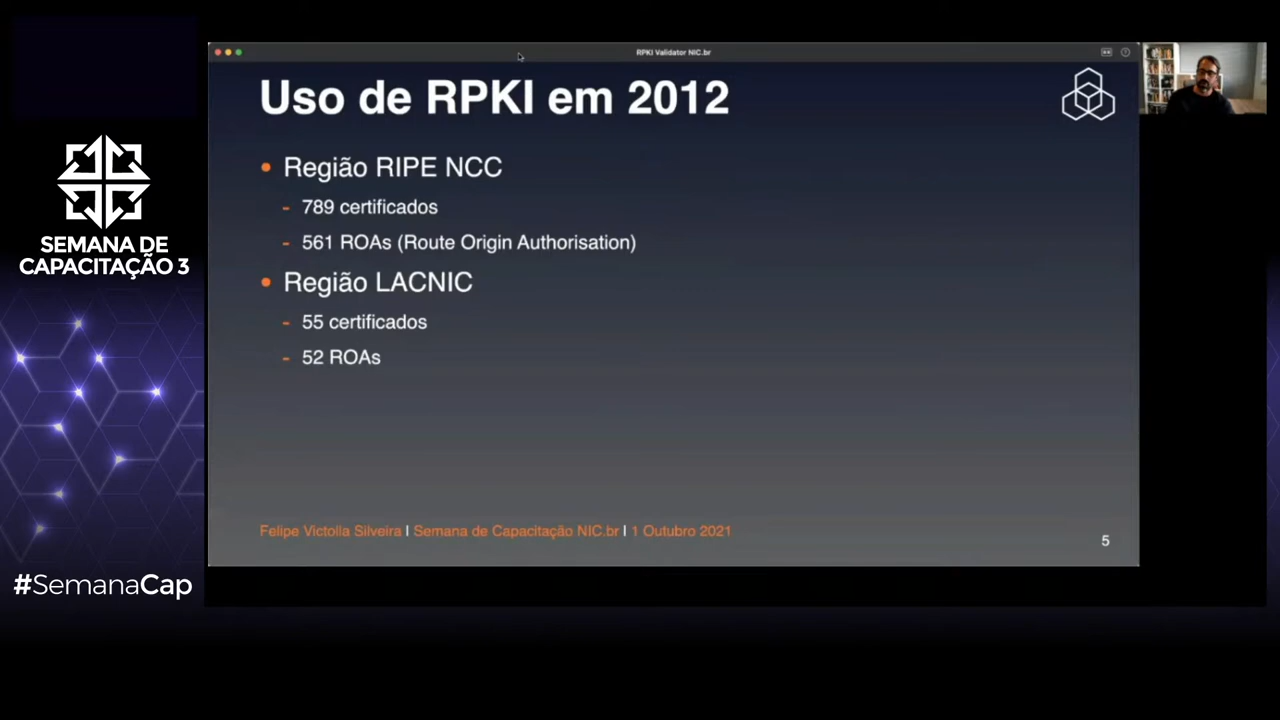 RPKI Validator NIC.br
Uso de RPKI em 2012
• Região RIPE NCC
- 789 certificados
- 561 ROAs (Route Origin Authorisation)
• Região LACNIC
- 55 certificados
- 52 ROAs
Felipe Victolla Silveira | Semana de Capacitação NIC.br | 1 Outubro 2021
5
SEMANA DE
CAPACITAÇÃO 3
#SemanaCap